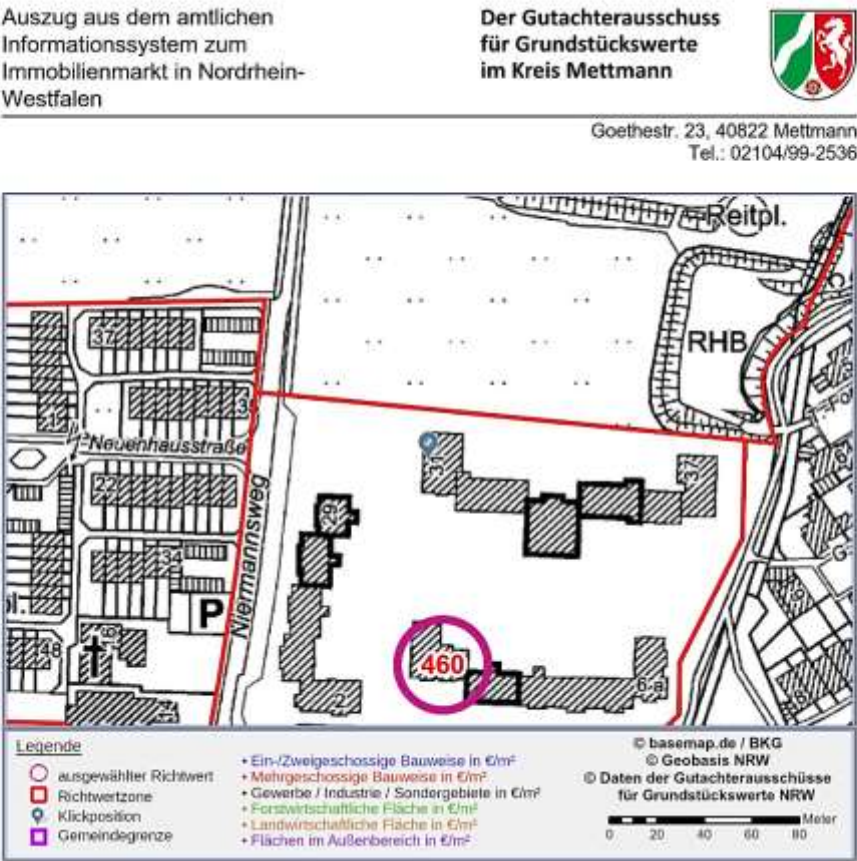 Auszug aus dem amtlichen
Informationssystem zum
Immobilienmarkt in Nordrhein-
Westfalen
Der Gutachterausschuss
für Grundstückswerte
im Kreis Mettmann
Goethestr. 23, 40822 Mettmann
Tel.: 02104/99-2536
Reitpl.
37
RHB
Neuenhausstraße
31
37
22
29
Niermannsweg
P
48
460
2
6-a
Legende
ausgewählter Richtwert
Richtwertzone
Klickposition
Gemeindegrenze
• Ein-/Zweigeschossige Bauweise in €/m²
• Mehrgeschossige Bauweise in €/m²
• Gewerbe / Industrie / Sondergebiete in €/m²
• Forstwirtschaftliche Fläche in €/m²
• Landwirtschaftliche Fläche in €/m²
• Flächen im Außenbereich in €/m²
© basemap.de / BKG
© Geobasis NRW
© Daten der Gutachterausschüsse
für Grundstückswerte NRW
Meter
0 20 40 60 80